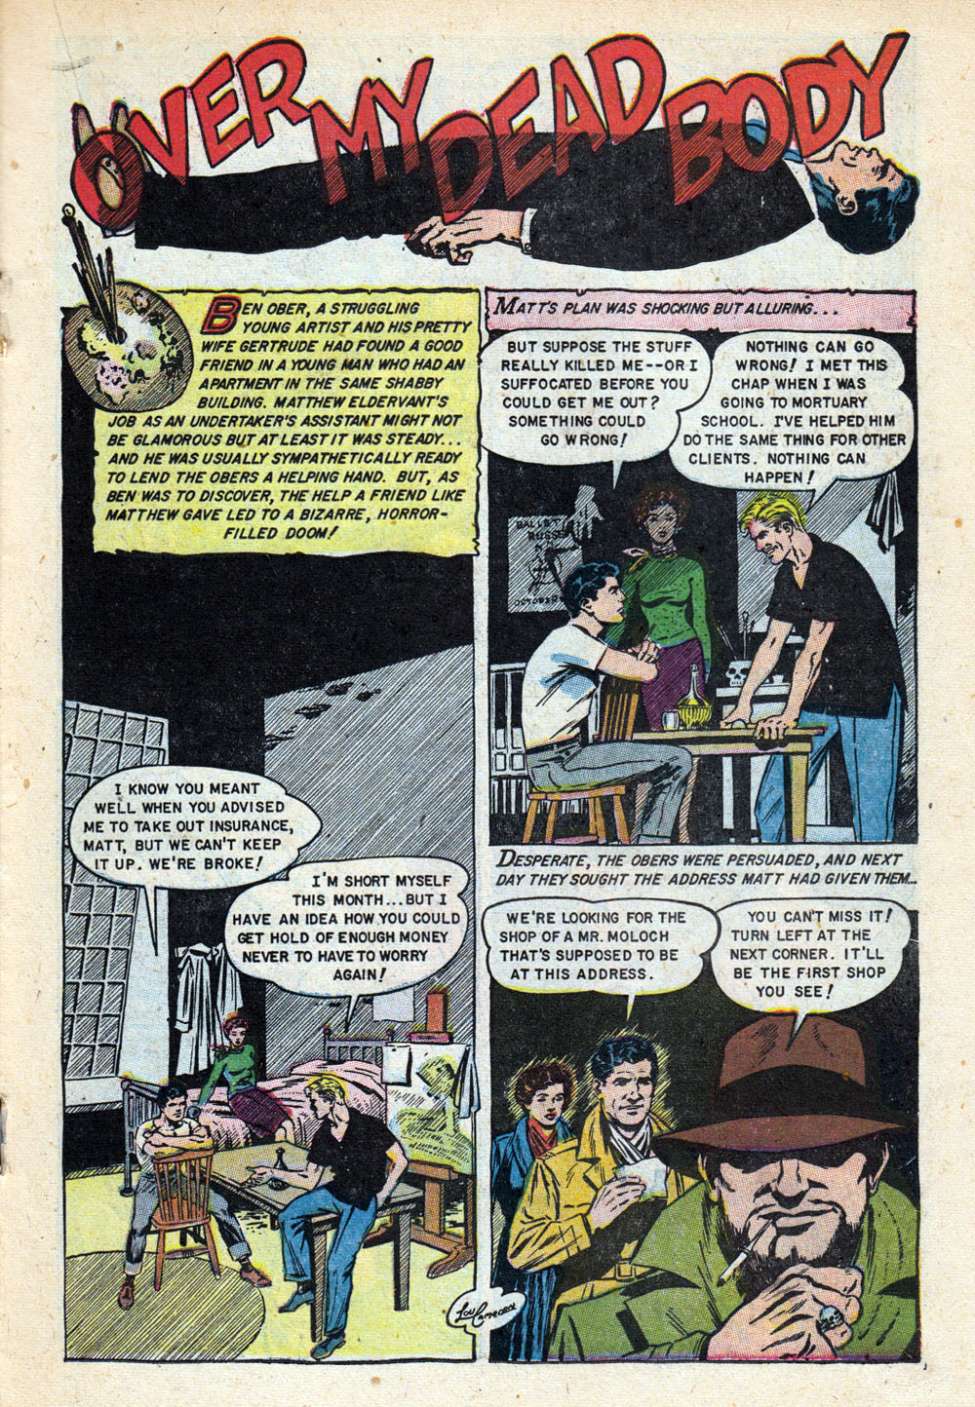 OVER MY DEAD BODY
BEN OBER, A STRUGGLING
YOUNG ARTIST AND HIS PRETTY
WIFE GERTRUDE HAD FOUND A GOOD
FRIEND IN A YOUNG MAN WHO HAD AN
APARTMENT IN THE SAME SHABBY
BUILDING. MATTHEW ELDERVANT'S
JOB AS AN UNDERTAKER'S ASSISTANT MIGHT NOT
BE GLAMOROUS BUT AT LEAST IT WAS STEADY...
AND HE WAS USUALLY SYMPATHETICALLY READY
TO LEND THE OBERS A HELPING HAND. BUT, AS
BEN WAS TO DISCOVER, THE HELP A FRIEND LIKE
MATTHEW GAVE LED TO A BIZARRE, HORROR-
FILLED DOOM!
I KNOW YOU MEANT
WELL WHEN YOU ADVISED
ME TO TAKE OUT INSURANCE,
MATT, BUT WE CAN'T KEEP
IT UP. WE'RE BROKE!
I'M SHORT MYSELF
THIS MONTH...BUT I
HAVE AN IDEA HOW YOU COULD
GET HOLD OF ENOUGH MONEY
NEVER TO HAVE TO WORRY
AGAIN!
MATT'S PLAN WAS SHOCKING BUT ALLURING...
BUT SUPPOSE THE STUFF
REALLY KILLED ME--OR I
SUFFOCATED BEFORE YOU
COULD GET ME OUT?
SOMETHING COULD
GO WRONG!
NOTHING CAN GO
WRONG! I MET THIS
CHAP WHEN I WAS
GOING TO MORTUARY
SCHOOL. I'VE HELPED HIM
DO THE SAME THING FOR OTHER
CLIENTS. NOTHING CAN
HAPPEN!
BALLET
RUSSE
OCTOBER
DESPERATE, THE OBERS WERE PERSUADED, AND NEXT
DAY THEY SOUGHT THE ADDRESS MATT HAD GIVEN THEM...
WE'RE LOOKING FOR THE
SHOP OF A MR. MOLOCH
THAT'S SUPPOSED TO BE
AT THIS ADDRESS.
YOU CAN'T MISS IT!
TURN LEFT AT THE
NEXT CORNER. IT'LL
BE THE FIRST SHOP
YOU SEE!
Lou Cameron